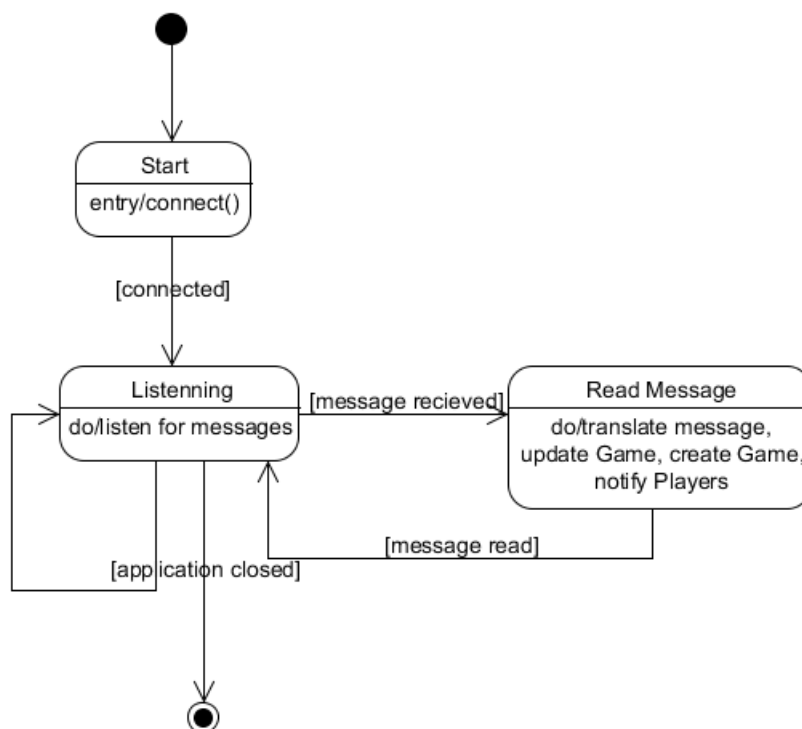 Start
entry/connect()
[connected]
Listenning
do/listen for messages
[message recieved]
Read Message
do/translate message,
update Game, create Game,
notify Players
[message read]
[application closed]